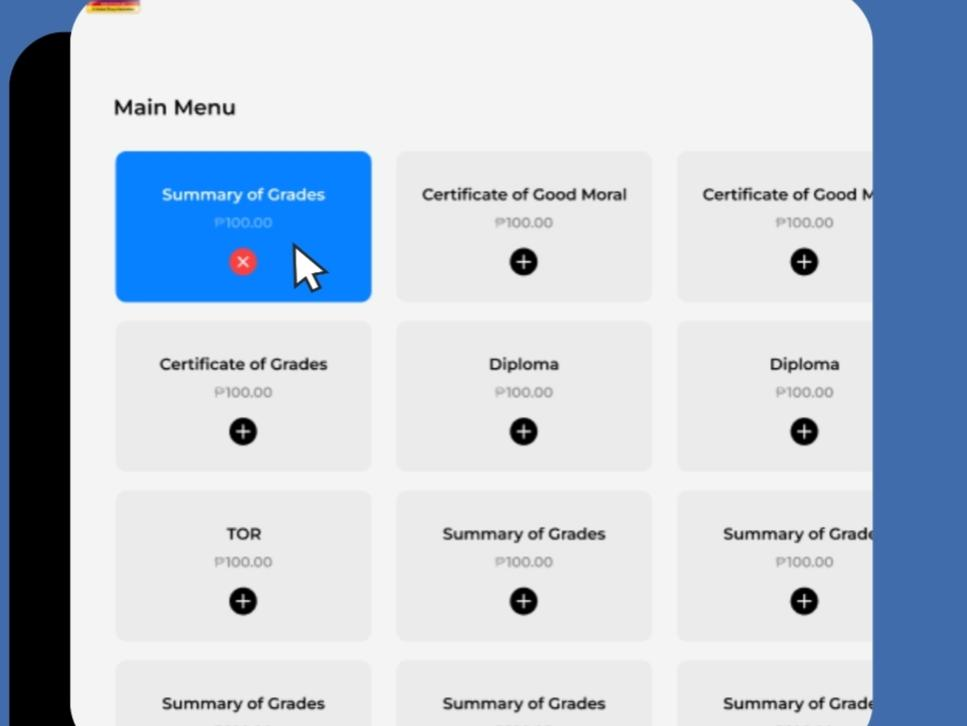 Main Menu
Summary of Grades
₱100.00
Certificate of Good Moral
₱100.00
Certificate of Good M
₱100.00
Certificate of Grades
₱100.00
Diploma
₱100.00
Diploma
₱100.00
TOR
₱100.00
Summary of Grades
₱100.00
Summary of Grade
₱100.00
Summary of Grades
Summary of Grades
Summary of Grade